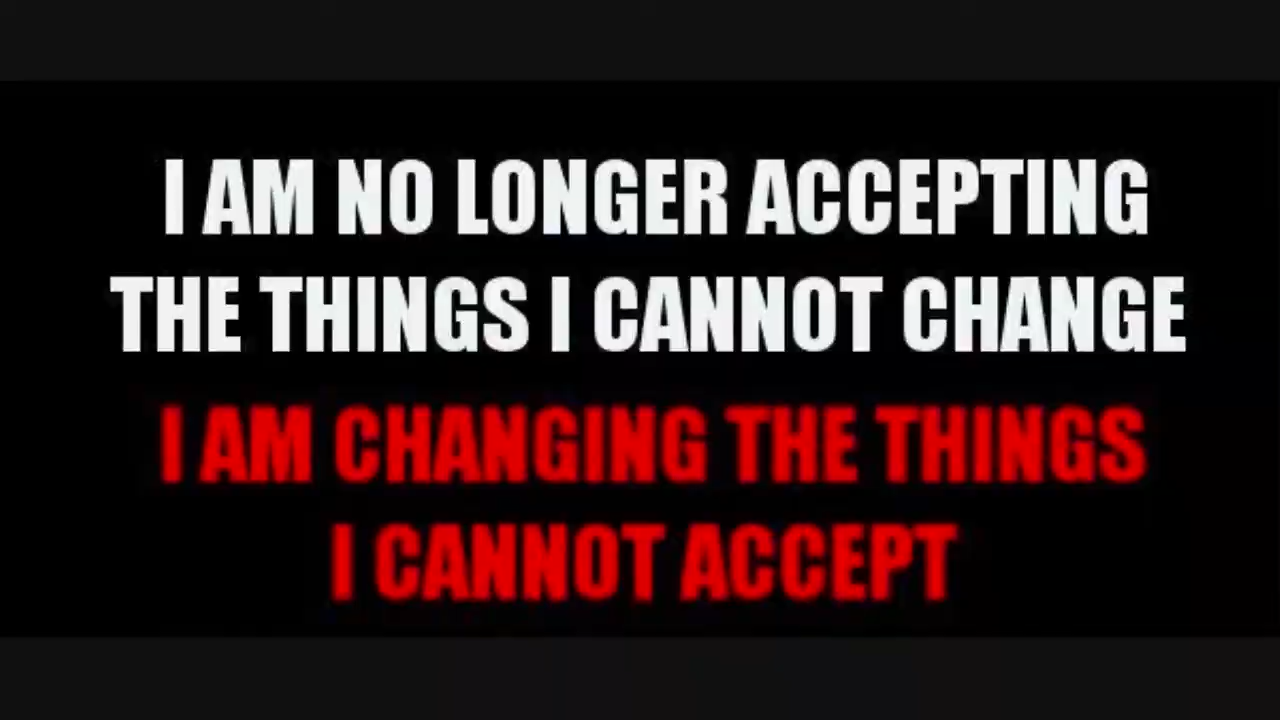 I AM NO LONGER ACCEPTING
THE THINGS I CANNOT CHANGE
I AM CHANGING THE THINGS
I CANNOT ACCEPT